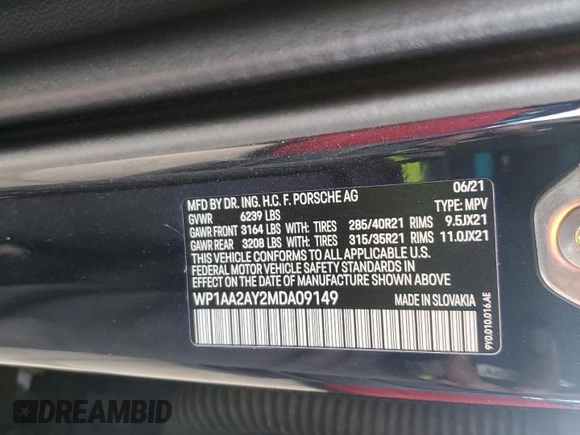 MFD BY DR. ING. H.C. F. PORSCHE AG 06/21
GVWR 6239 LBS TYPE: MPV
GAWR FRONT 3164 LBS WITH: TIRES 285/40R21 RIMS 9.5JX21
GAWR REAR 3208 LBS WITH: TIRES 315/35R21 RIMS 11.0JX21
THIS VEHICLE CONFORMS TO ALL APPLICABLE U.S.
FEDERAL MOTOR VEHICLE SAFETY STANDARDS IN
EFFECT ON THE DATE OF MANUFACTURE SHOWN ABOVE.
WP1AA2AY2MDA09149 MADE IN SLOVAKIA
9Y0.010.016.AE
DREAMBID